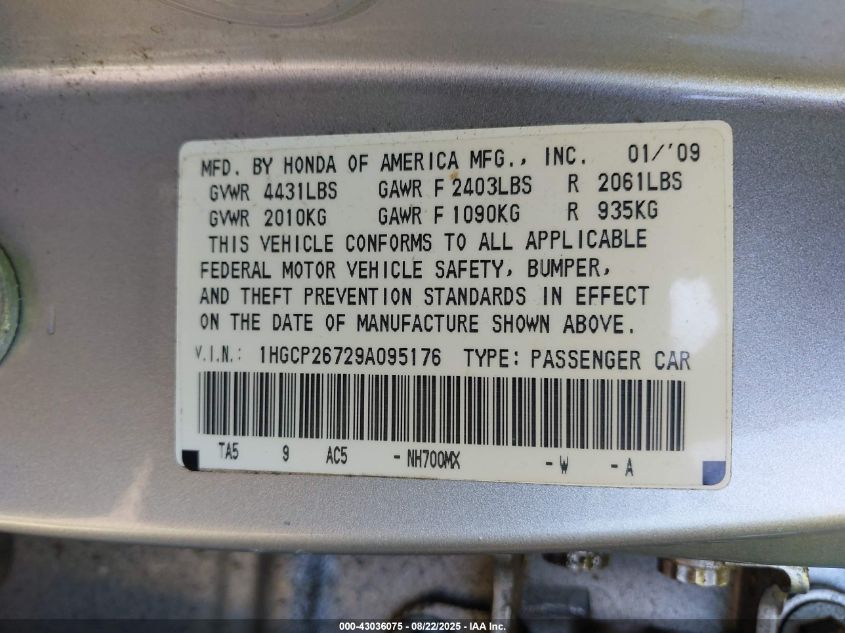 MFD. BY HONDA OF AMERICA MFG., INC. 01/'09
GVWR 4431LBS GAWR F 2403LBS R 2061LBS
GVWR 2010KG GAWR F 1090KG R 935KG
THIS VEHICLE CONFORMS TO ALL APPLICABLE
FEDERAL MOTOR VEHICLE SAFETY, BUMPER,
AND THEFT PREVENTION STANDARDS IN EFFECT
ON THE DATE OF MANUFACTURE SHOWN ABOVE.
V.I.N.: 1HGCP26729A095176 TYPE: PASSENGER CAR
TA5 9 AC5 - NH700MX - W - A
000-43036075 - 08/22/2025 - IAA Inc.